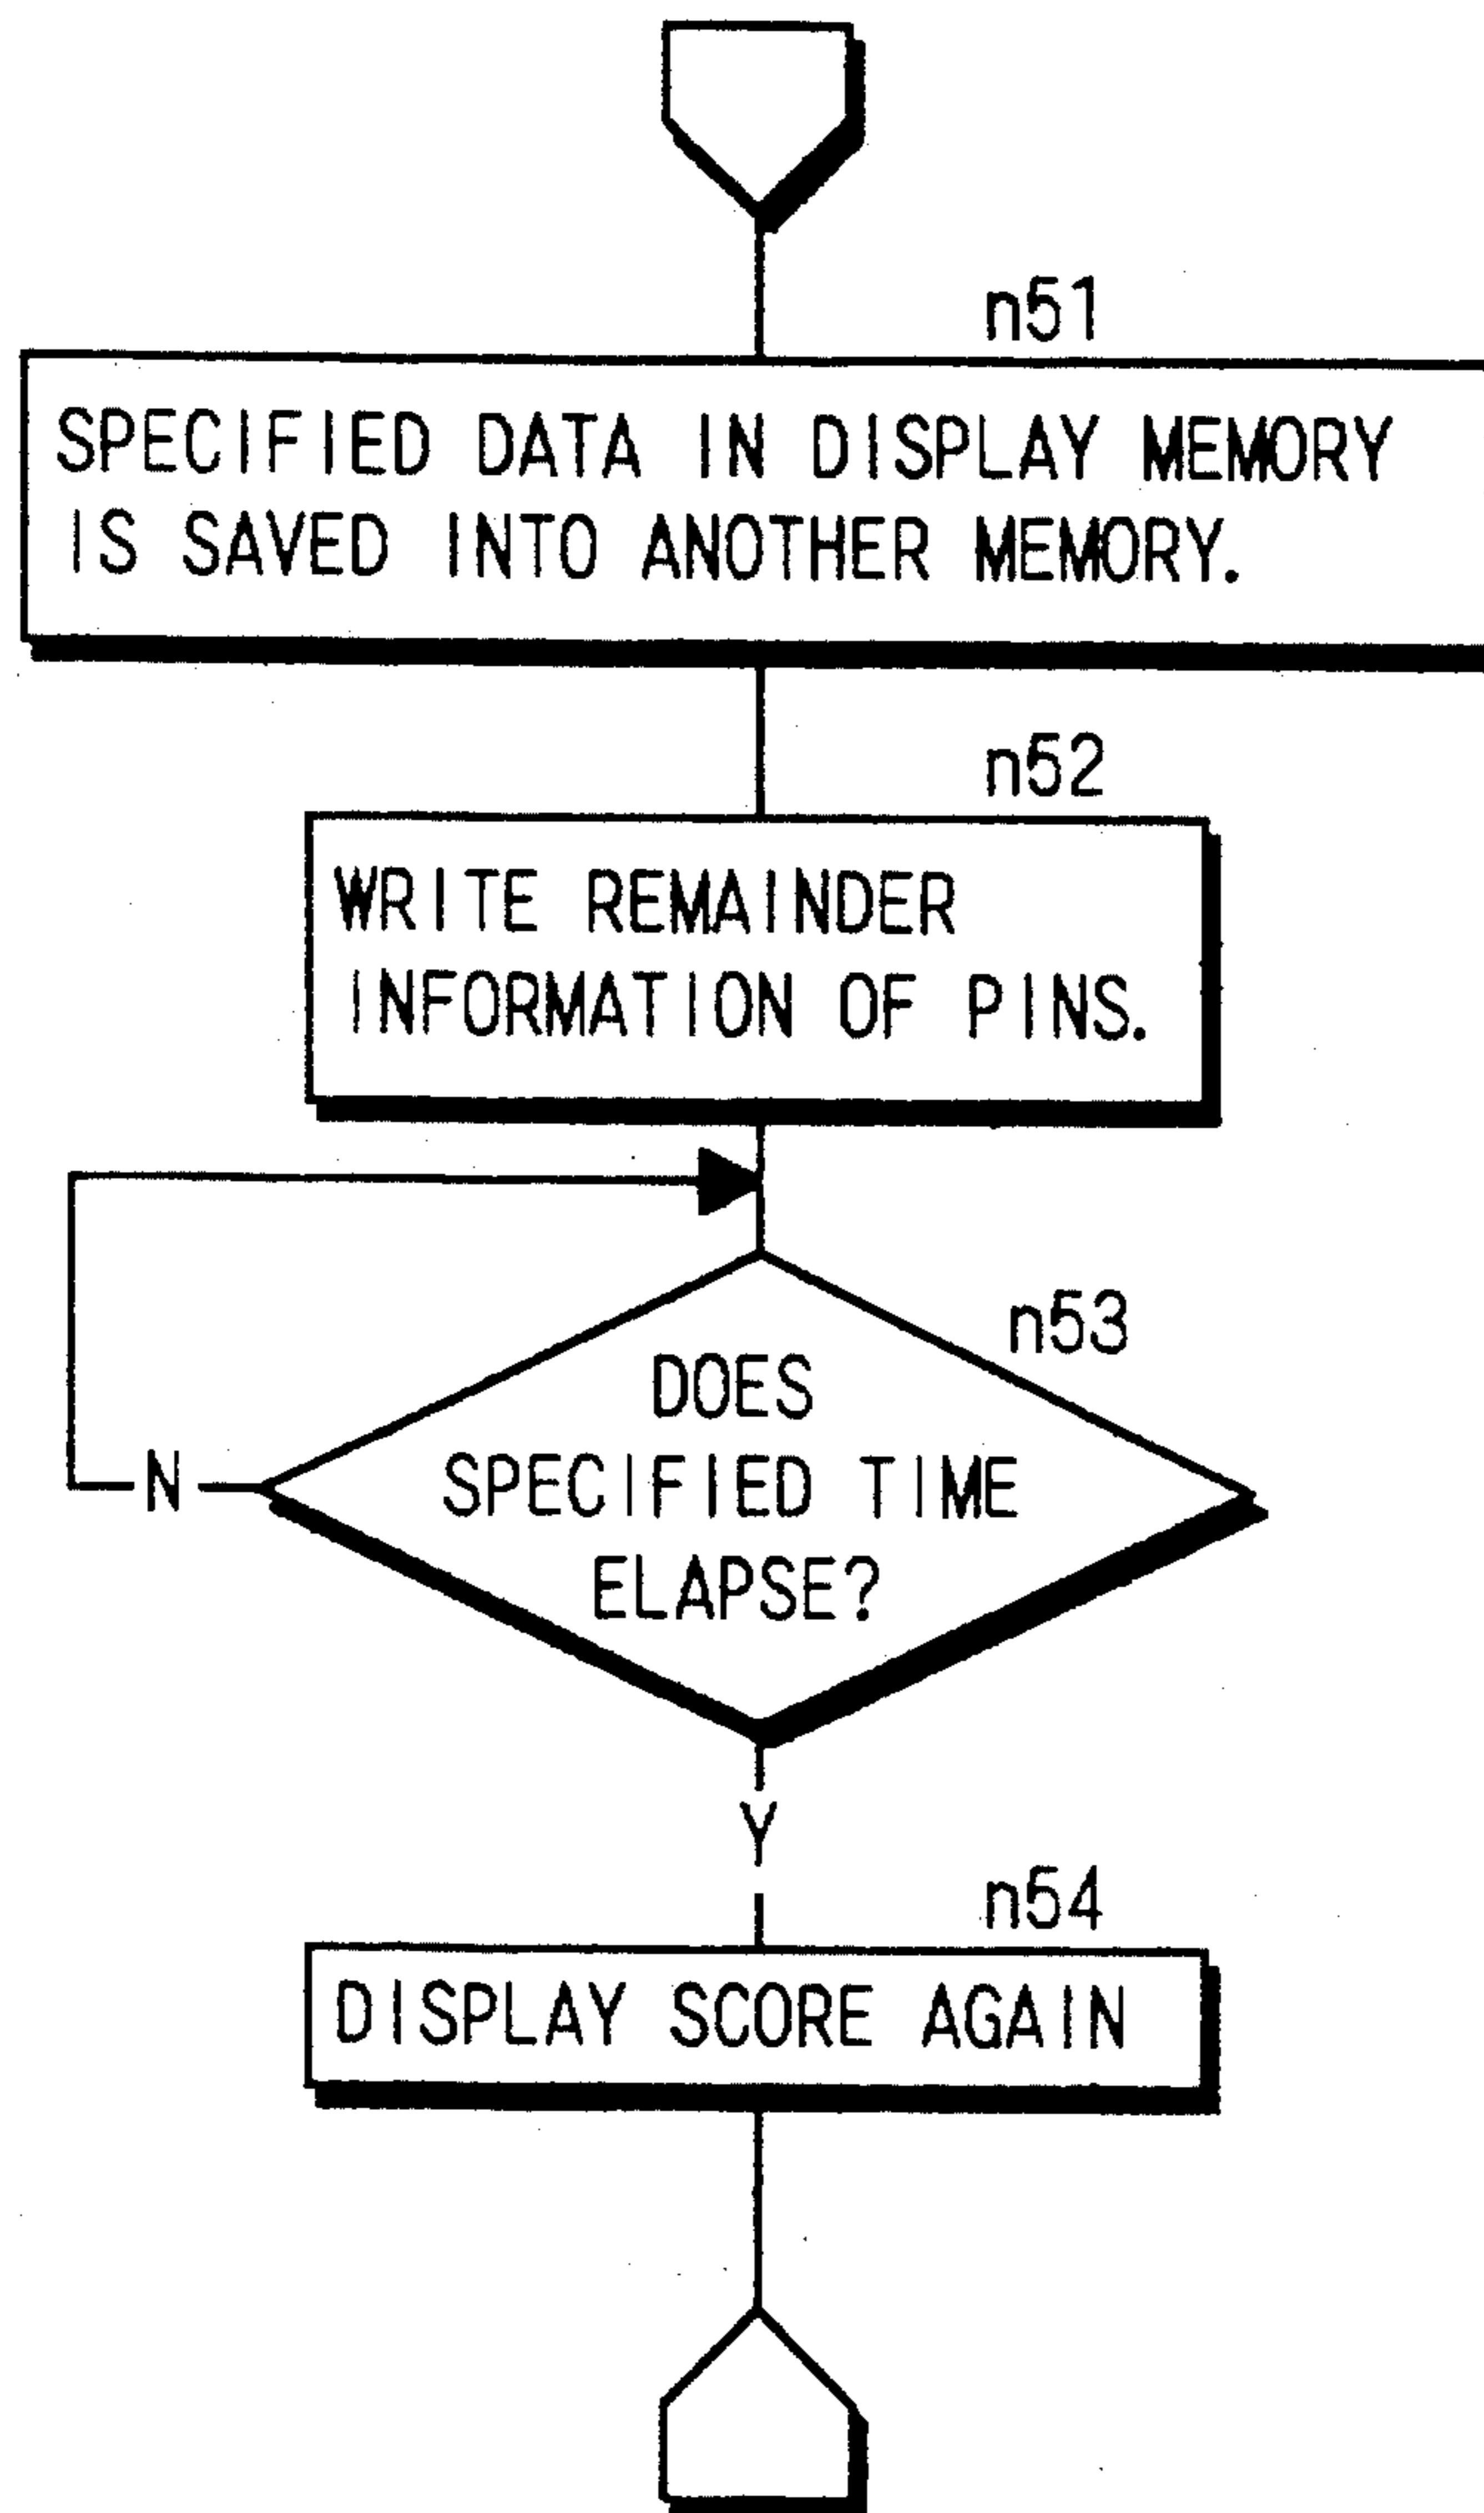 n51
SPECIFIED DATA IN DISPLAY MEMORY
IS SAVED INTO ANOTHER MEMORY.
n52
WRITE REMAINDER
INFORMATION OF PINS.
n53
DOES
SPECIFIED TIME
ELAPSE?
N
Y
n54
DISPLAY SCORE AGAIN